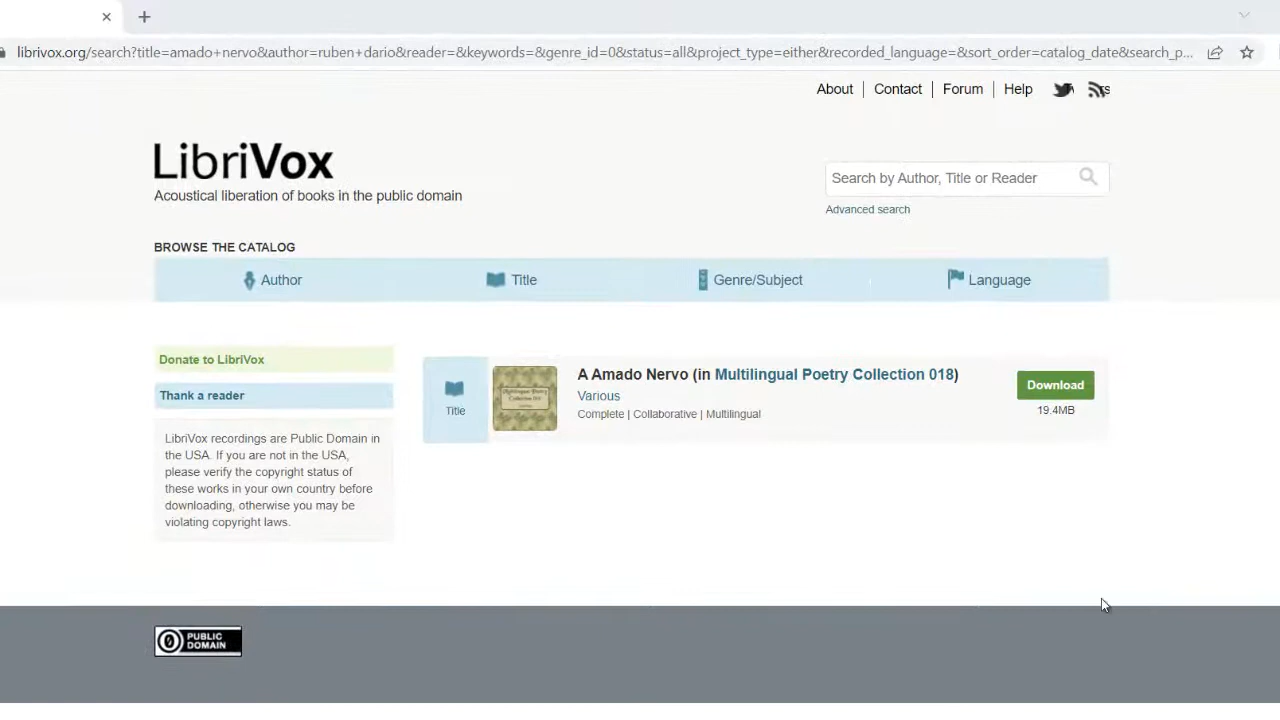 librivox.org/search?title=amado+nervo&author=ruben+dario&reader=&keywords=&genre_id=0&status=all&project_type=either&recorded_language=&sort_order=catalog_date&search_p...
About | Contact | Forum | Help
LibriVox
Acoustical liberation of books in the public domain
Search by Author, Title or Reader
Advanced search
BROWSE THE CATALOG
Author Title Genre/Subject Language
Donate to LibriVox
Thank a reader
LibriVox recordings are Public Domain in
the USA. If you are not in the USA,
please verify the copyright status of
these works in your own country before
downloading, otherwise you may be
violating copyright laws.
Title
Multilingual Poetry
Collection 018
A Amado Nervo (in Multilingual Poetry Collection 018)
Various
Complete | Collaborative | Multilingual
Download
19.4MB
PUBLIC
DOMAIN